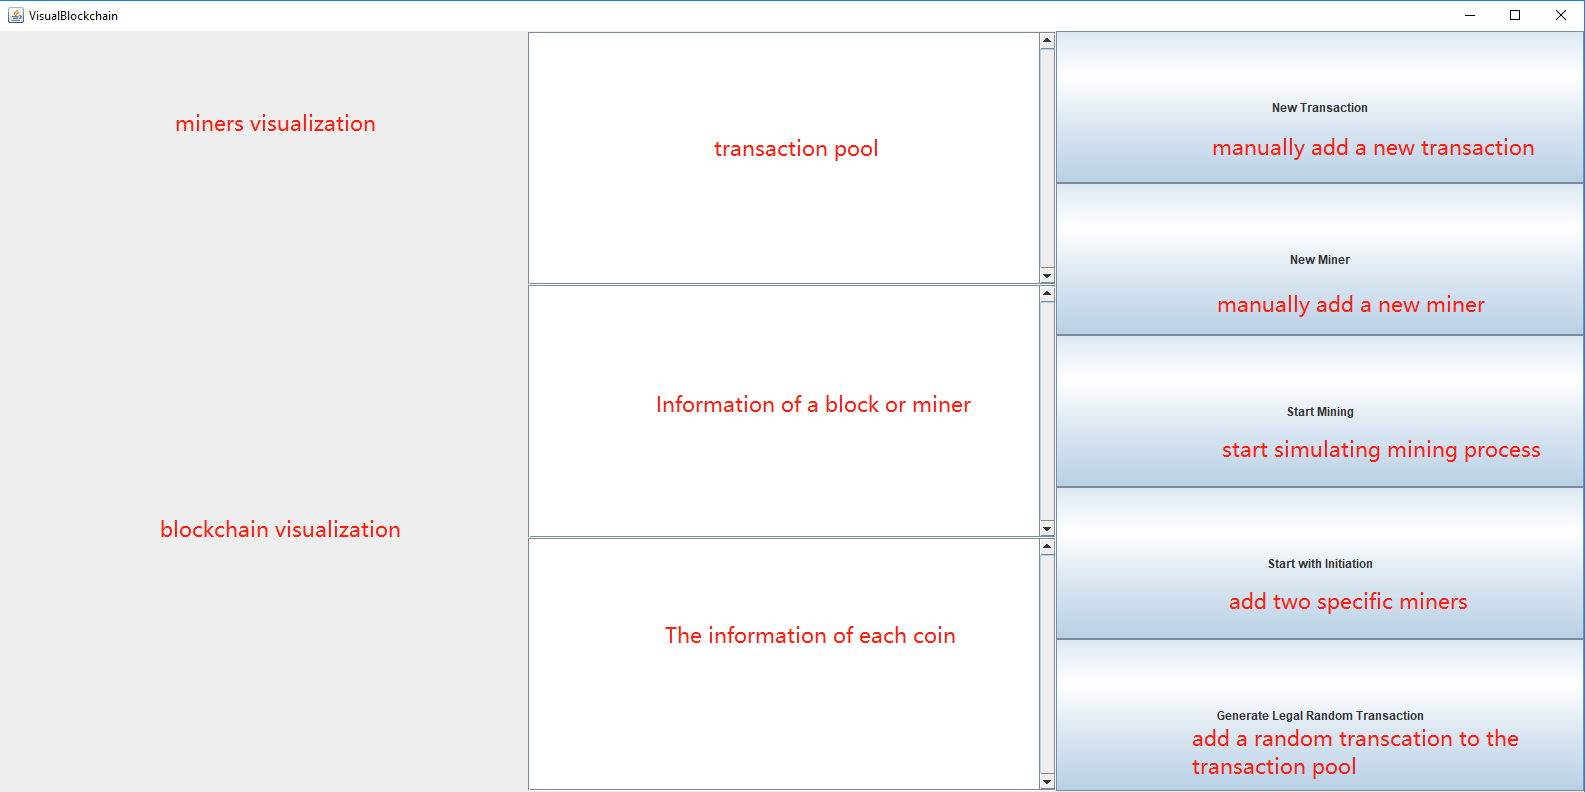 VisualBlockchain
miners visualization
blockchain visualization
transaction pool
Information of a block or miner
The information of each coin
New Transaction
manually add a new transaction
New Miner
manually add a new miner
Start Mining
start simulating mining process
Start with Initiation
add two specific miners
Generate Legal Random Transaction
add a random transcation to the
transaction pool